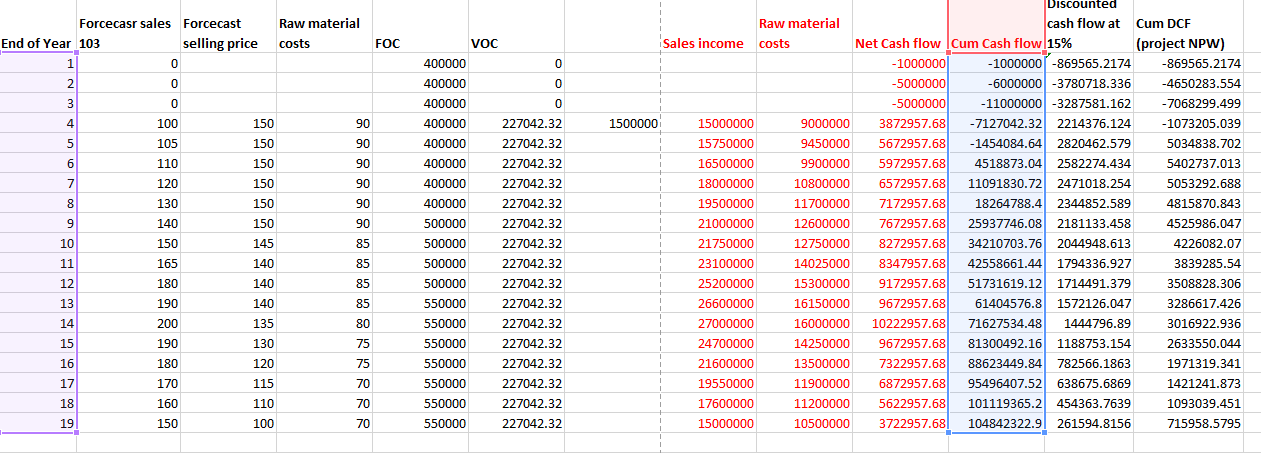 End of Year Forcecasr sales 103 Forcecast selling price Raw material costs FOC VOC Sales income Raw material costs Net Cash flow Cum Cash flow Discounted cash flow at 15% Cum DCF (project NPW)
1 0 400000 0 -1000000 -1000000 -869565.2174 -869565.2174
2 0 400000 0 -5000000 -6000000 -3780718.336 -4650283.554
3 0 400000 0 -5000000 -11000000 -3287581.162 -7068299.499
4 100 150 90 400000 227042.32 1500000 15000000 9000000 3872957.68 -7127042.32 2214376.124 -1073205.039
5 105 150 90 400000 227042.32 15750000 9450000 5672957.68 -1454084.64 2820462.579 5034838.702
6 110 150 90 400000 227042.32 16500000 9900000 5972957.68 4518873.04 2582274.434 5402737.013
7 120 150 90 400000 227042.32 18000000 10800000 6572957.68 11091830.72 2471018.254 5053292.688
8 130 150 90 400000 227042.32 19500000 11700000 7172957.68 18264788.4 2344852.589 4815870.843
9 140 150 90 500000 227042.32 21000000 12600000 7672957.68 25937746.08 2181133.458 4525986.047
10 150 145 85 500000 227042.32 21750000 12750000 8272957.68 34210703.76 2044948.613 4226082.07
11 165 140 85 500000 227042.32 23100000 14025000 8347957.68 42558661.44 1794336.927 3839285.54
12 180 140 85 500000 227042.32 25200000 15300000 9172957.68 51731619.12 1714491.379 3508828.306
13 190 140 85 550000 227042.32 26600000 16150000 9672957.68 61404576.8 1572126.047 3286617.426
14 200 135 80 550000 227042.32 27000000 16000000 10222957.68 71627534.48 1444796.89 3016922.936
15 190 130 75 550000 227042.32 24700000 14250000 9672957.68 81300492.16 1188753.154 2633550.044
16 180 120 75 550000 227042.32 21600000 13500000 7322957.68 88623449.84 782566.1863 1971319.341
17 170 115 70 550000 227042.32 19550000 11900000 6872957.68 95496407.52 638675.6869 1421241.873
18 160 110 70 550000 227042.32 17600000 11200000 5622957.68 101119365.2 454363.7639 1093039.451
19 150 100 70 550000 227042.32 15000000 10500000 3722957.68 104842322.9 261594.8156 715958.5795